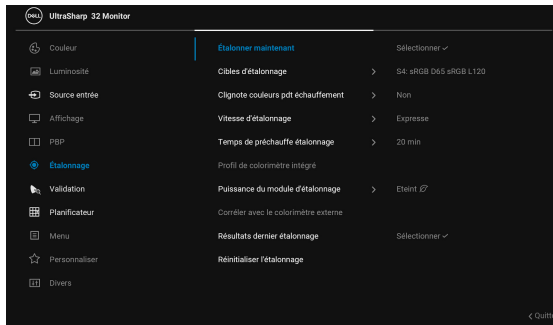 DELL UltraSharp 32 Monitor
Couleur
Étalonner maintenant Sélectionner
Luminosité
Cibles d'étalonnage S4: sRGB D65 sRGB L120
Source entrée
Clignote couleurs pdt échauffement Non
Affichage
Vitesse d'étalonnage Expresse
PBP
Temps de préchauffe étalonnage 20 min
Étalonnage
Profil de colorimètre intégré
Validation
Puissance du module d'étalonnage Eteint
Planificateur
Corréler avec le colorimètre externe
Menu
Résultats dernier étalonnage Sélectionner
Personnaliser
Réinitialiser l'étalonnage
Divers